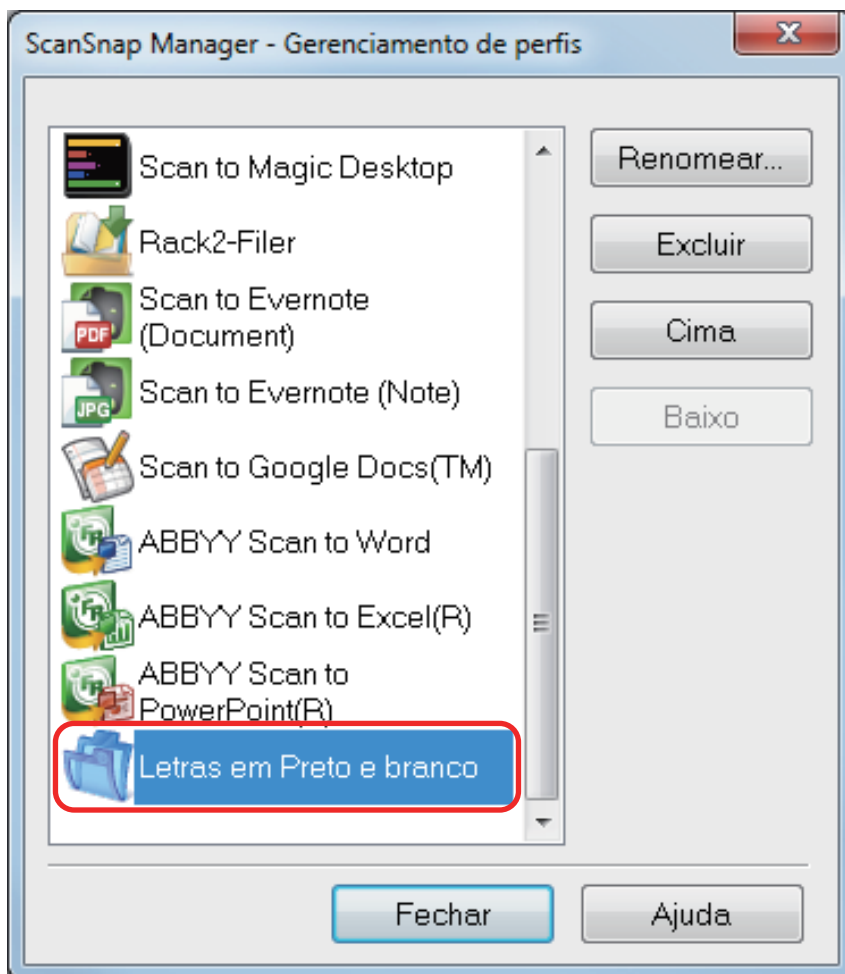 ScanSnap Manager - Gerenciamento de perfis
Scan to Magic Desktop
Rack2-Filer
PDF
Scan to Evernote
(Document)
JPG
Scan to Evernote (Note)
Scan to Google Docs(TM)
ABBYY Scan to Word
ABBYY Scan to Excel(R)
ABBYY Scan to
PowerPoint(R)
Letras em Preto e branco
Renomear...
Excluir
Cima
Baixo
Fechar
Ajuda